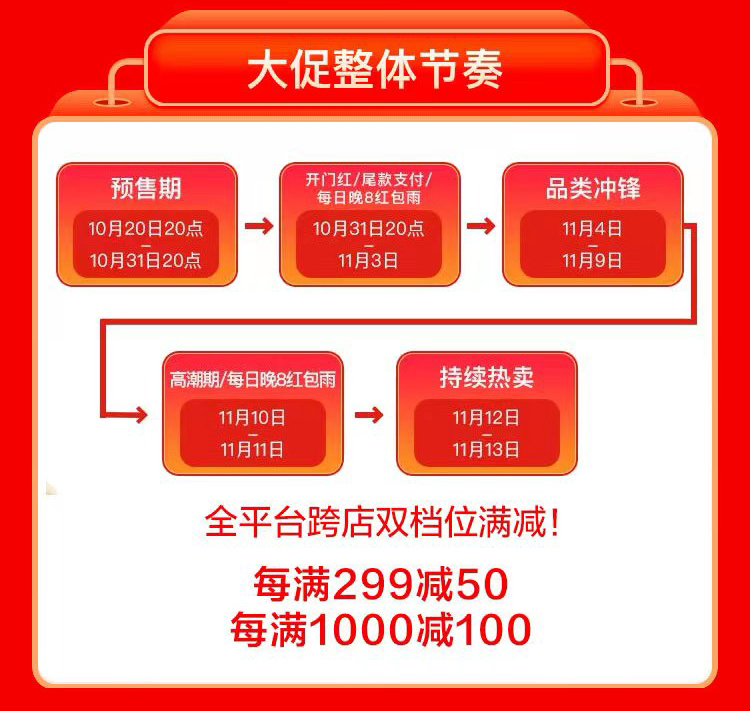 大促整体节奏
预售期
10月20日20点
–
10月31日20点
开门红/尾款支付/
每日晚8红包雨
10月31日20点
–
11月3日
品类冲锋
11月4日
–
11月9日
高潮期/每日晚8红包雨
11月10日
–
11月11日
持续热卖
11月12日
–
11月13日
全平台跨店双档位满减！
每满299减50
每满1000减100